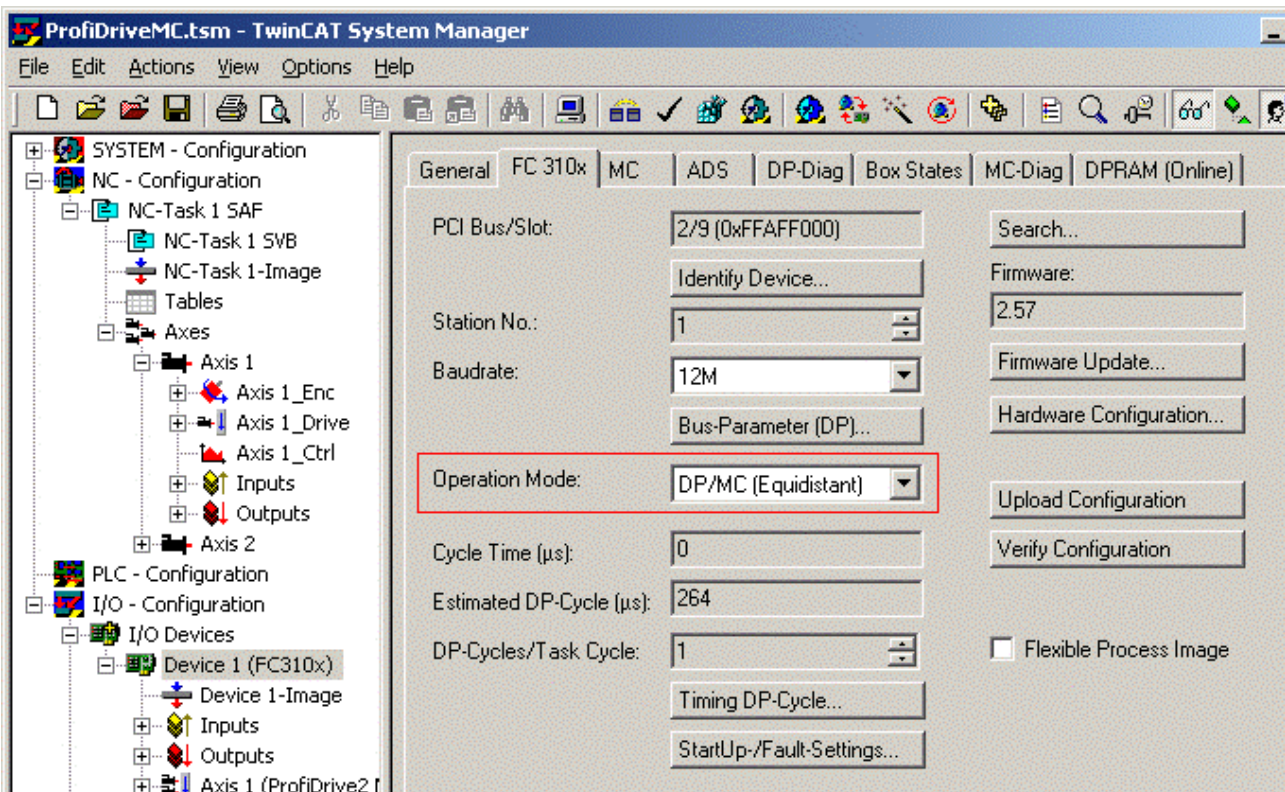 ProfiDriveMC.tsm - TwinCAT System Manager
File Edit Actions View Options Help
SYSTEM - Configuration
NC - Configuration
NC-Task 1 SAF
NC-Task 1 SVB
NC-Task 1-Image
Tables
Axes
Axis 1
Axis 1_Enc
Axis 1_Drive
Axis 1_Ctrl
Inputs
Outputs
Axis 2
PLC - Configuration
I/O - Configuration
I/O Devices
Device 1 (FC310x)
Device 1-Image
Inputs
Outputs
Axis 1 (ProfiDrive2
General FC 310x MC ADS DP-Diag Box States MC-Diag DPRAM (Online)
PCI Bus/Slot: 2/9 (0xFFAFF000) Search...
Identify Device... Firmware:
Station No.: 1 2.57
Baudrate: 12M Firmware Update...
Bus-Parameter (DP)... Hardware Configuration...
Operation Mode: DP/MC (Equidistant) Upload Configuration
Cycle Time (µs): 0 Verify Configuration
Estimated DP-Cycle (µs): 264
DP-Cycles/Task Cycle: 1 Flexible Process Image
Timing DP-Cycle...
StartUp-/Fault-Settings...